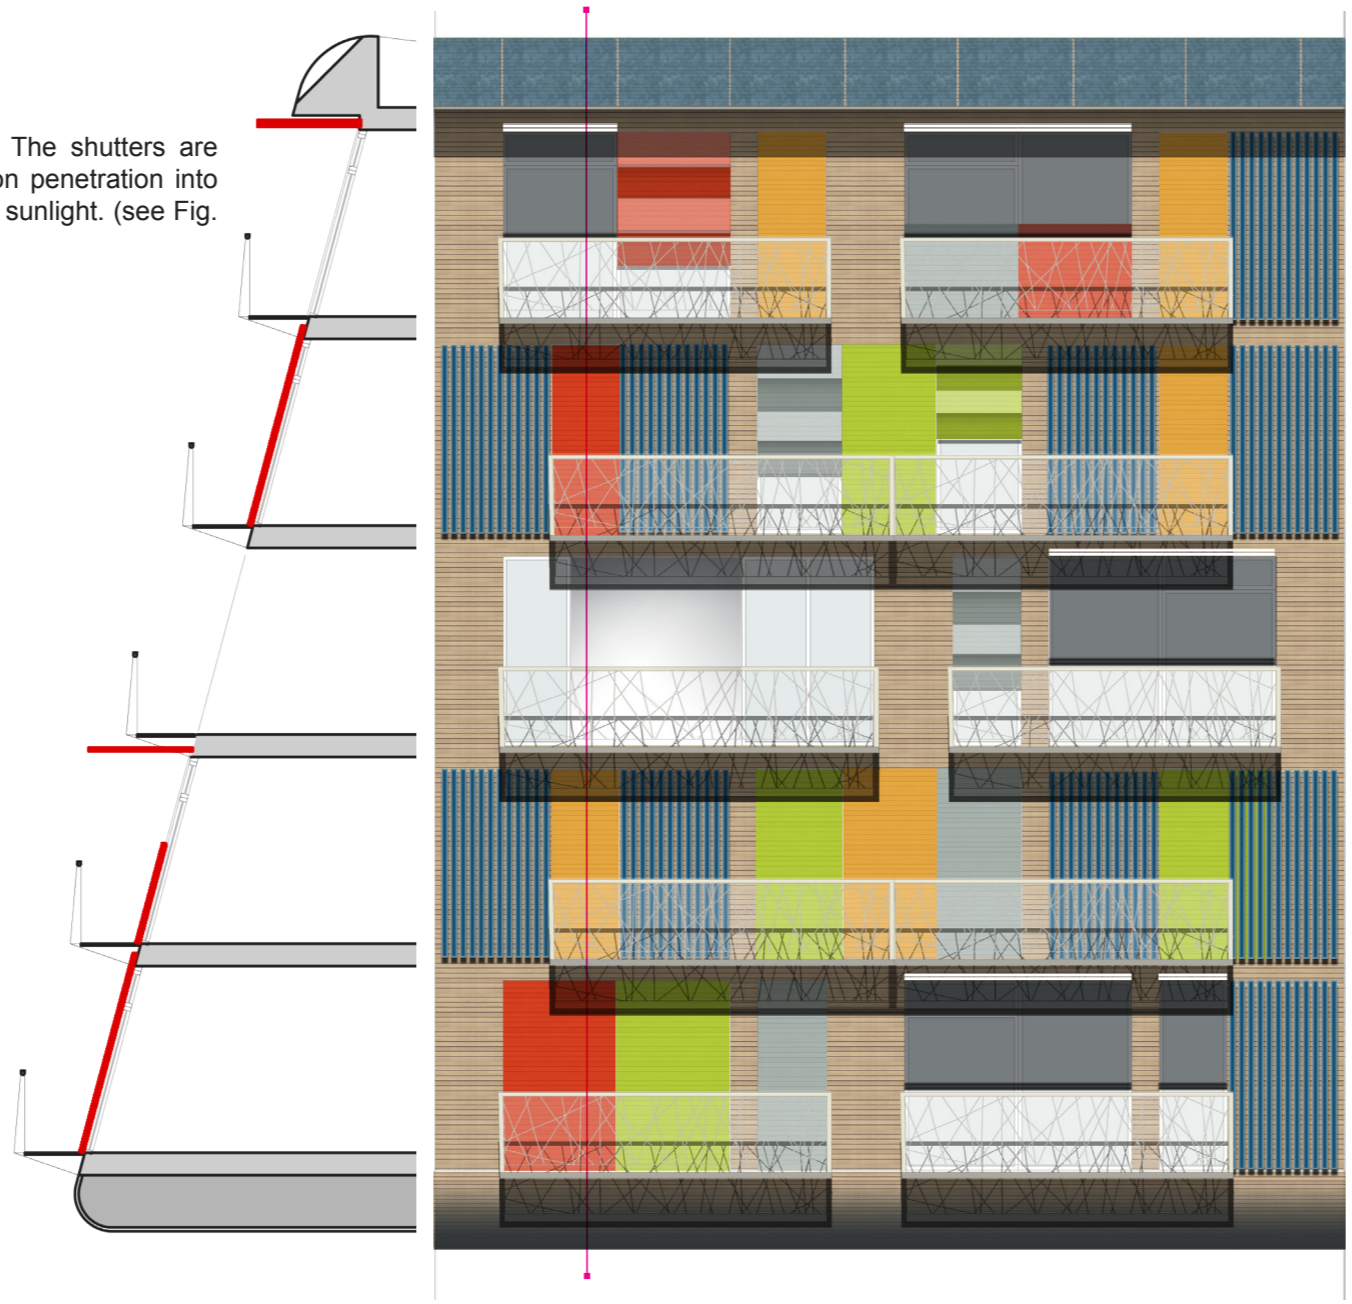 The shutters are
on penetration into
sunlight. (see Fig.